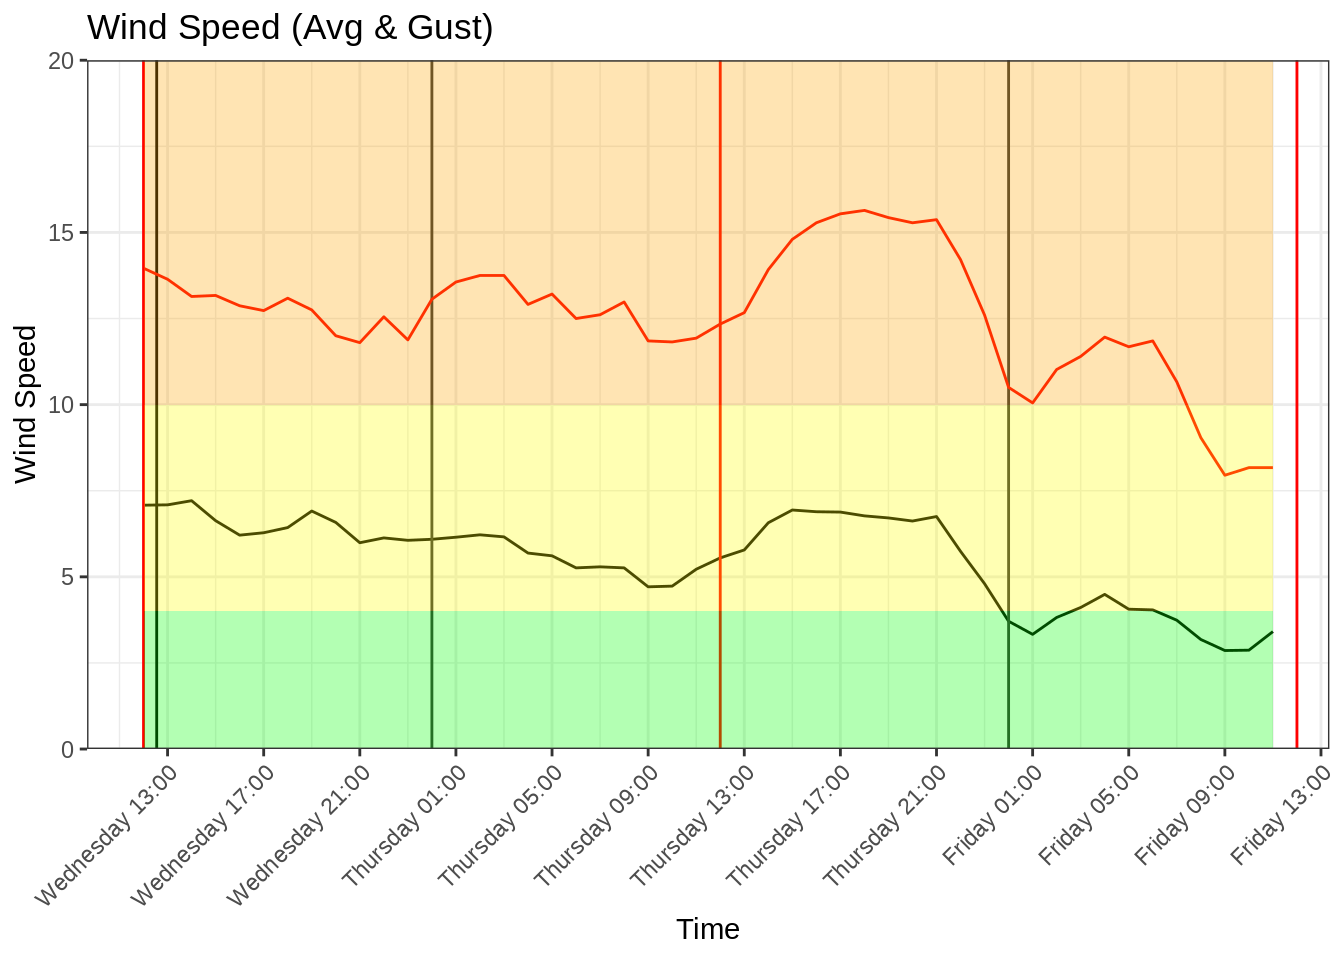 Wind Speed (Avg & Gust)
20
15
10
5
0
Wind Speed
Wednesday 13:00
Wednesday 17:00
Wednesday 21:00
Thursday 01:00
Thursday 05:00
Thursday 09:00
Thursday 13:00
Thursday 17:00
Thursday 21:00
Friday 01:00
Friday 05:00
Friday 09:00
Friday 13:00
Time